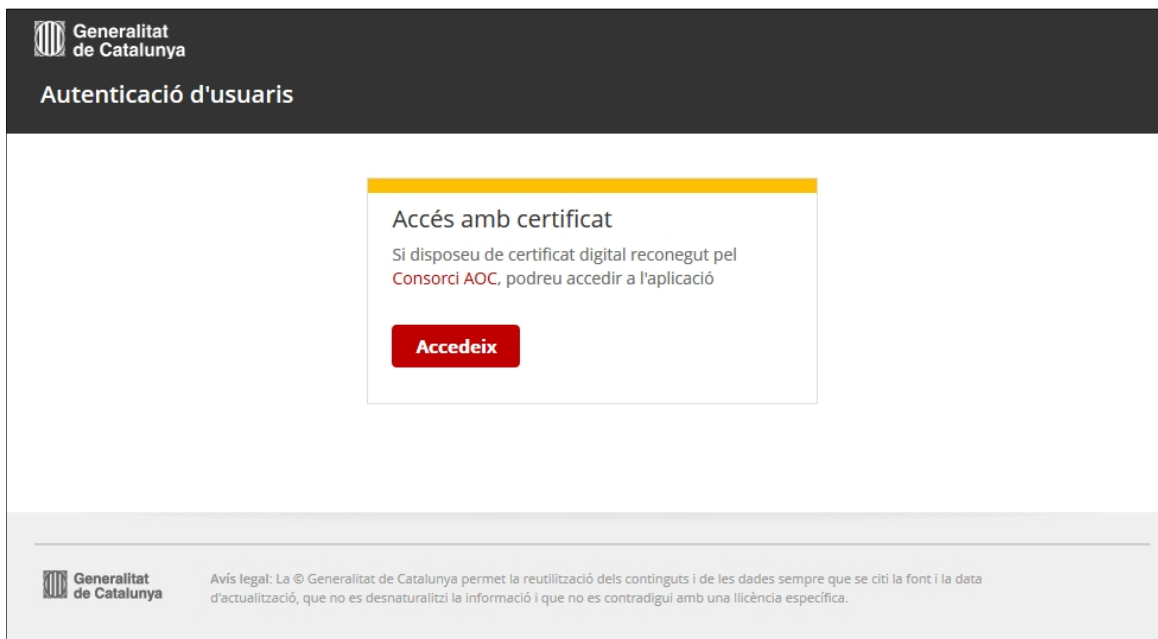 Generalitat
de Catalunya
Autenticació d'usuaris
Accés amb certificat
Si disposeu de certificat digital reconegut pel
Consorci AOC, podreu accedir a l'aplicació
Accedeix
Generalitat
de Catalunya
Avís legal: La © Generalitat de Catalunya permet la reutilització dels continguts i de les dades sempre que se citi la font i la data
d'actualització, que no es desnaturalitzi la informació i que no es contradigui amb una llicència específica.